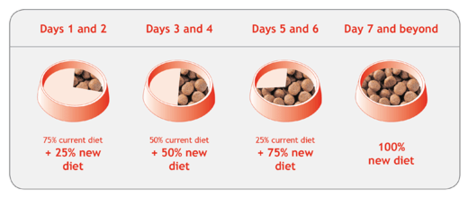 Days 1 and 2
Days 3 and 4
Days 5 and 6
Day 7 and beyond
75% current diet
+ 25% new
diet
50% current diet
+ 50% new
diet
25% current diet
+ 75% new
diet
100%
new diet